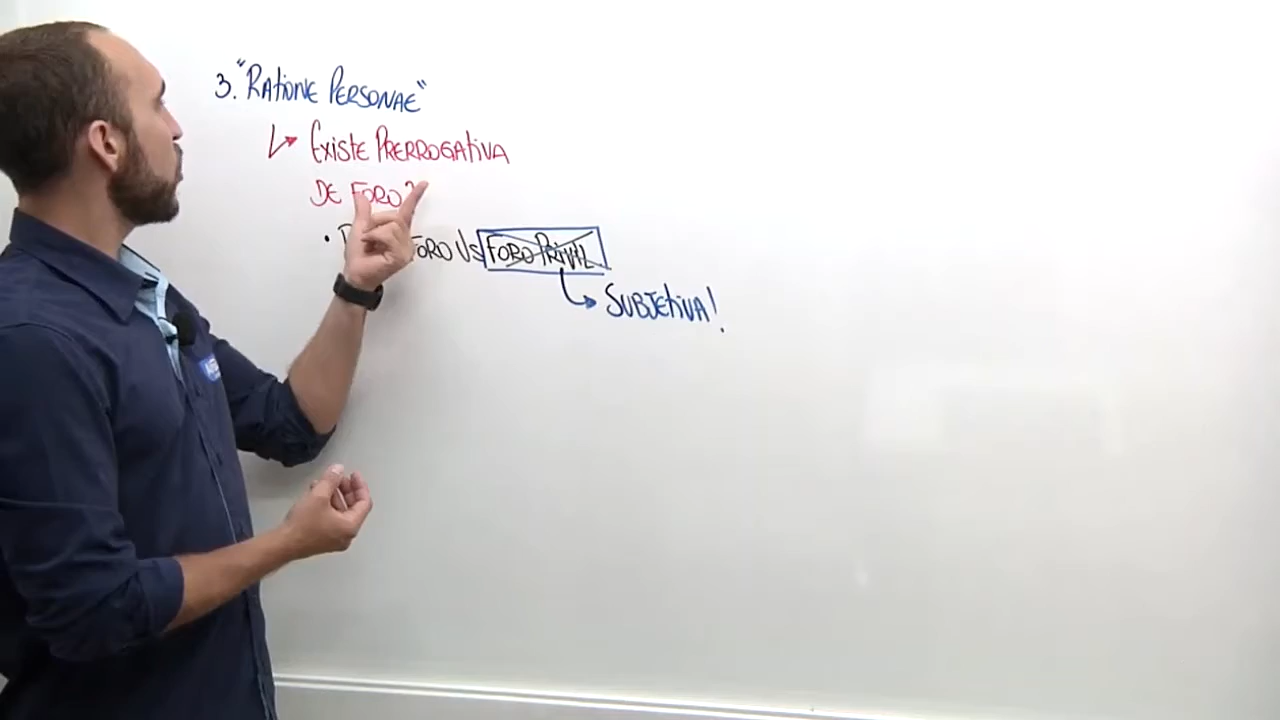 3. "Ratione Personae"
↳ Existe Prerrogativa
de Foro?
• Foro Vs Foro Privil.
↳ Subjetiva!